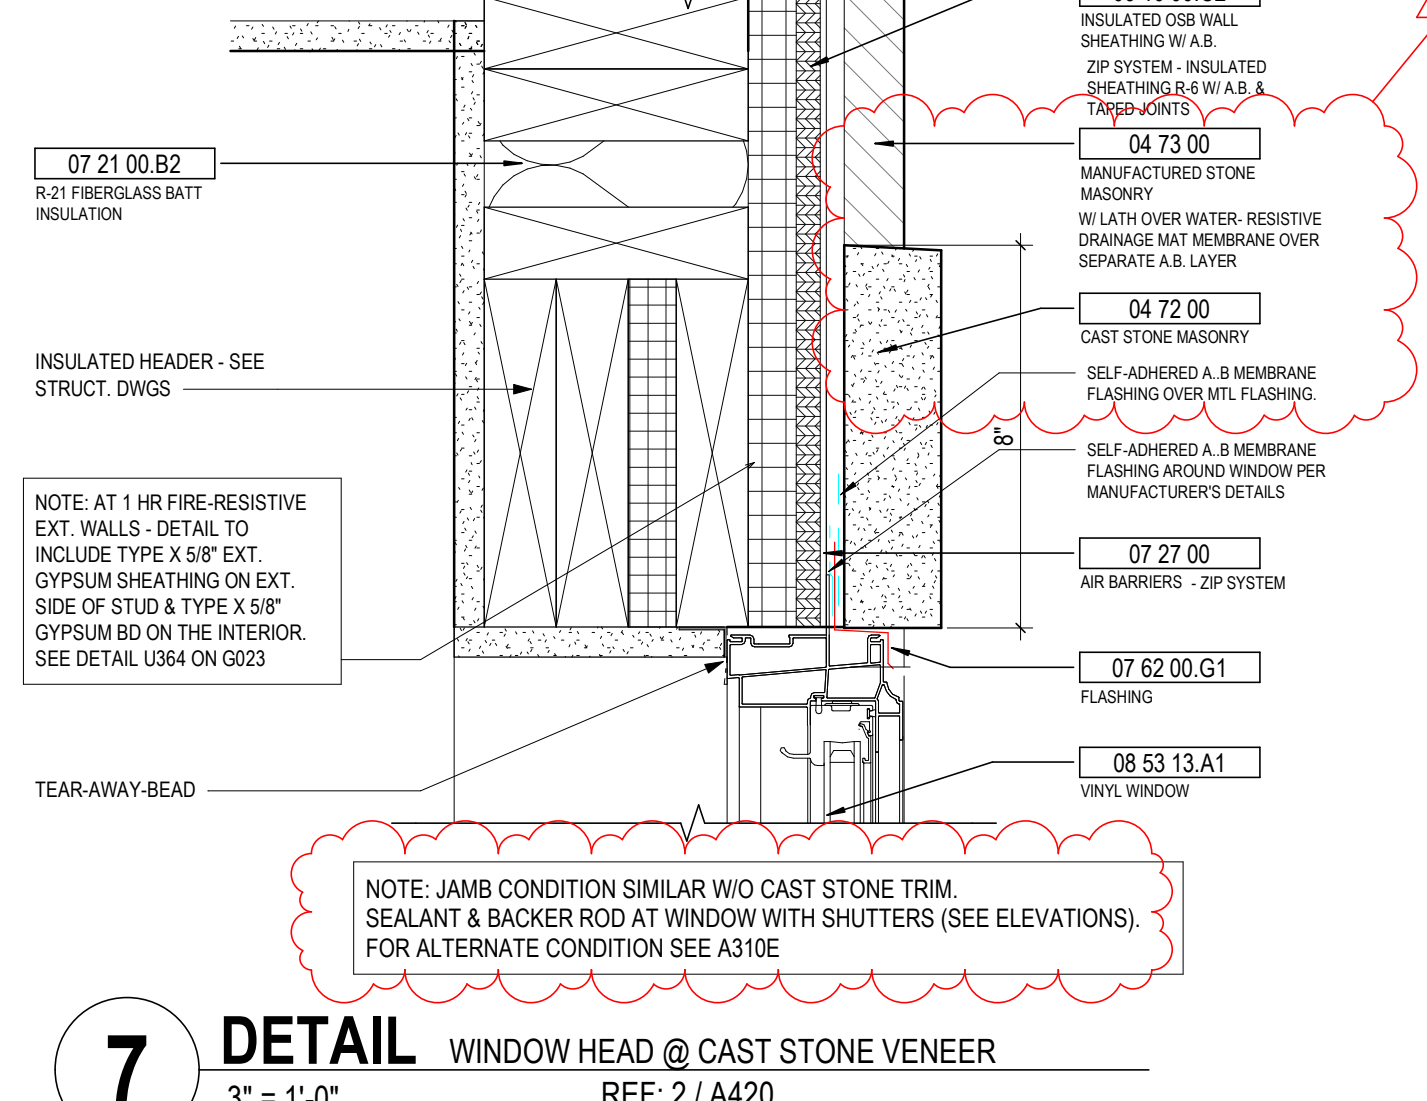 INSULATED OSB WALL
SHEATHING W/ A.B.
ZIP SYSTEM - INSULATED
SHEATHING R-6 W/ A.B. &
TAPED JOINTS
04 73 00
MANUFACTURED STONE
MASONRY
W/ LATH OVER WATER- RESISTIVE
DRAINAGE MAT MEMBRANE OVER
SEPARATE A.B. LAYER
04 72 00
CAST STONE MASONRY
SELF-ADHERED A..B MEMBRANE
FLASHING OVER MTL FLASHING.
8"
SELF-ADHERED A..B MEMBRANE
FLASHING AROUND WINDOW PER
MANUFACTURER'S DETAILS
07 27 00
AIR BARRIERS - ZIP SYSTEM
07 62 00.G1
FLASHING
08 53 13.A1
VINYL WINDOW
07 21 00.B2
R-21 FIBERGLASS BATT
INSULATION
INSULATED HEADER - SEE
STRUCT. DWGS
NOTE: AT 1 HR FIRE-RESISTIVE
EXT. WALLS - DETAIL TO
INCLUDE TYPE X 5/8" EXT.
GYPSUM SHEATHING ON EXT.
SIDE OF STUD & TYPE X 5/8"
GYPSUM BD ON THE INTERIOR.
SEE DETAIL U364 ON G023
TEAR-AWAY-BEAD
NOTE: JAMB CONDITION SIMILAR W/O CAST STONE TRIM.
SEALANT & BACKER ROD AT WINDOW WITH SHUTTERS (SEE ELEVATIONS).
FOR ALTERNATE CONDITION SEE A310E
7
DETAIL WINDOW HEAD @ CAST STONE VENEER
3" = 1'-0" REF: 2 / A420